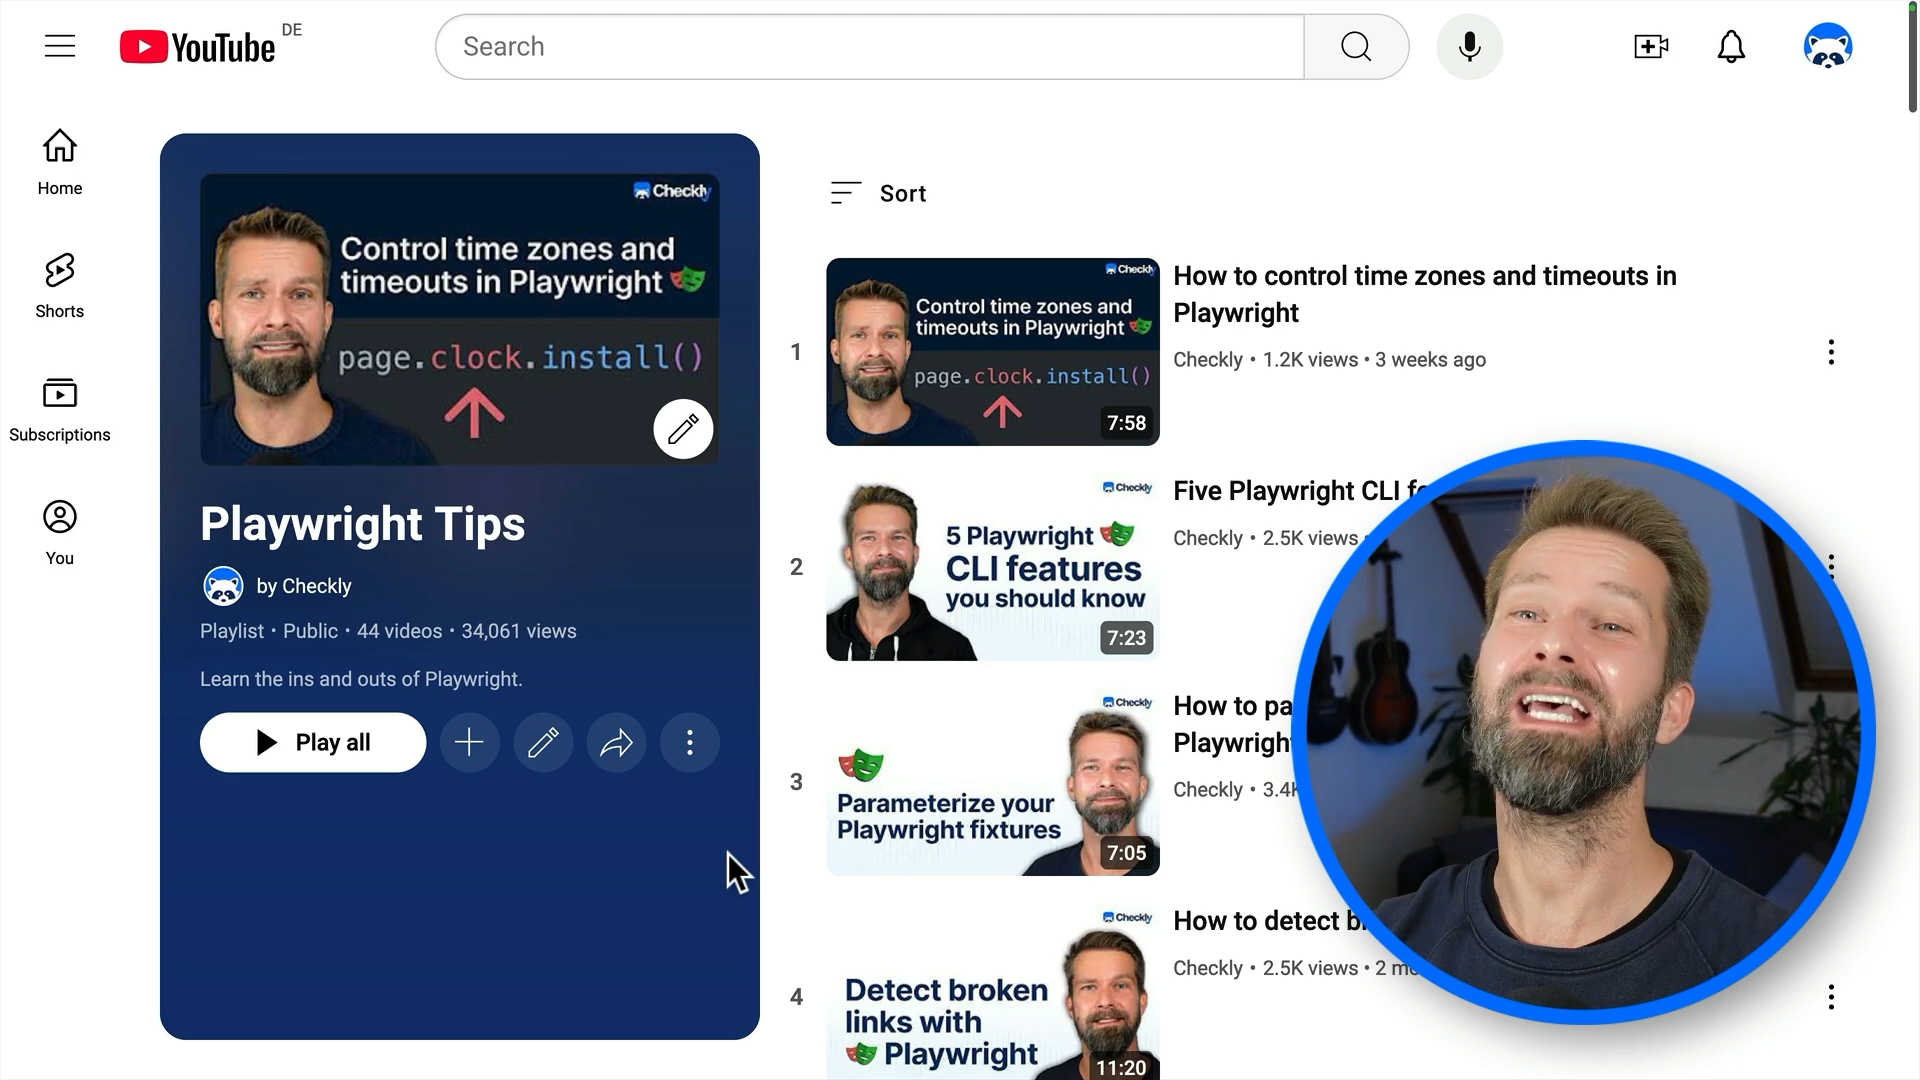 YouTube DE
Search
Home
Shorts
Subscriptions
You
Checkly
Control time zones and
timeouts in Playwright
page.clock.install()
Playwright Tips
by Checkly
Playlist • Public • 44 videos • 34,061 views
Learn the ins and outs of Playwright.
Play all
Sort
1
Checkly
Control time zones and
timeouts in Playwright
page.clock.install()
7:58
How to control time zones and timeouts in
Playwright
Checkly • 1.2K views • 3 weeks ago
2
Checkly
5 Playwright
CLI features
you should know
7:23
Five Playwright CLI
Checkly • 2.5K views
3
Checkly
Parameterize your
Playwright fixtures
7:05
How to
Playwright
Checkly •
4
Checkly
Detect broken
links with
Playwright
11:20
How to detect
Checkly • 2.5K views • 2